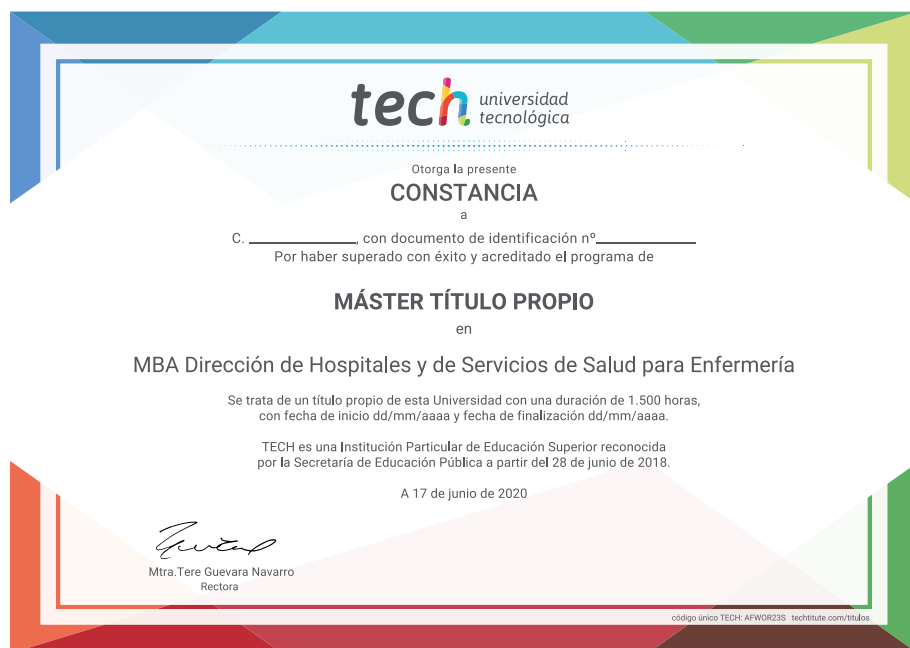 tech universidad
tecnológica
Otorga la presente
CONSTANCIA
a
C. ____________, con documento de identificación nº____________
Por haber superado con éxito y acreditado el programa de
MÁSTER TÍTULO PROPIO
en
MBA Dirección de Hospitales y de Servicios de Salud para Enfermería
Se trata de un título propio de esta Universidad con una duración de 1.500 horas,
con fecha de inicio dd/mm/aaaa y fecha de finalización dd/mm/aaaa.
TECH es una Institución Particular de Educación Superior reconocida
por la Secretaría de Educación Pública a partir del 28 de junio de 2018.
A 17 de junio de 2020
Mtra.Tere Guevara Navarro
Rectora
código único TECH: AFWOR23S techtitute.com/titulos